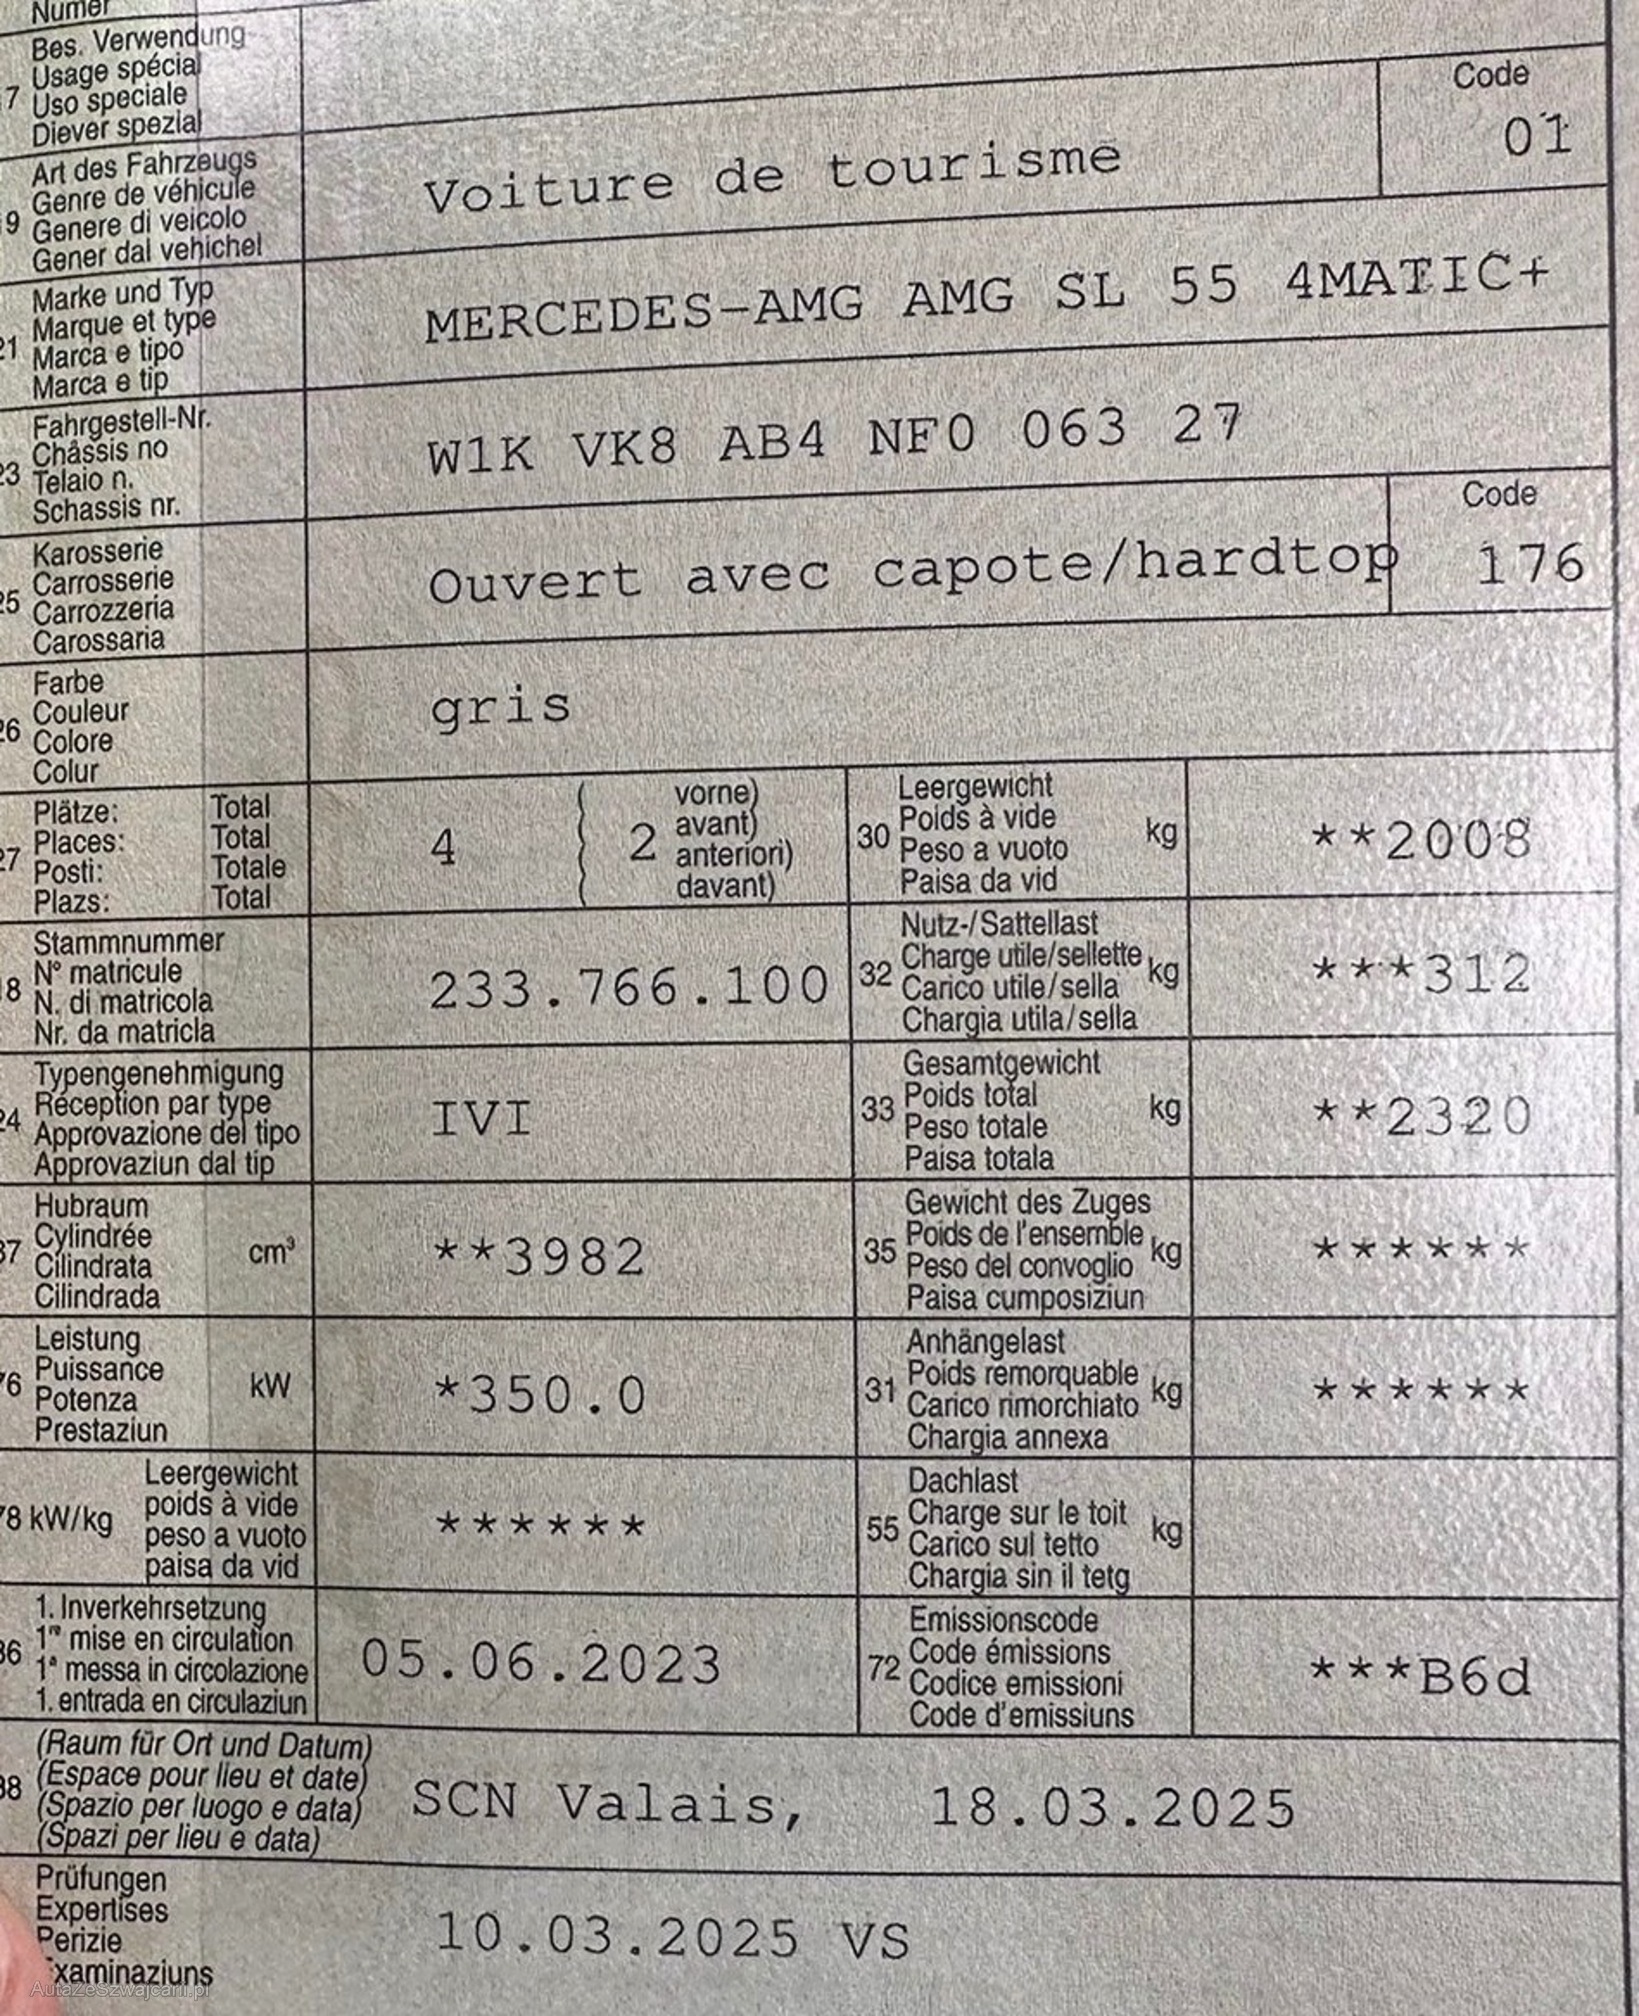 Numer
Bes. Verwendung
Usage spécial
7 Uso speciale
Diever spezial
Art des Fahrzeugs
Genre de véhicule
9 Genere di veicolo
Gener dal vehichel
Voiture de tourisme
Code
01
Marke und Typ
Marque et type
21 Marca e tipo
Marca e tip
MERCEDES-AMG AMG SL 55 4MATIC+
Fahrgestell-Nr.
Châssis no
23 Telaio n.
Schassis nr.
W1K VK8 AB4 NF0 063 27
Karosserie
Carrosserie
25 Carrozzeria
Carossaria
Ouvert avec capote/hardtop
Code
176
Farbe
Couleur
26 Colore
Colur
gris
Plätze: Total
Places: Total
27 Posti: Totale
Plazs: Total
4 ( 2 vorne)
avant)
anteriori)
davant)
Leergewicht
30 Poids à vide kg
Peso a vuoto
Paisa da vid
**2008
Stammnummer
N° matricule
18 N. di matricola
Nr. da matricla
233.766.100
Nutz-/Sattellast
Charge utile/sellette
32 Carico utile/sella kg
Chargia utila/sella
***312
Typengenehmigung
Réception par type
24 Approvazione del tipo
Approvaziun dal tip
IVI
Gesamtgewicht
33 Poids total kg
Peso totale
Paisa totala
**2320
Hubraum
37 Cylindrée cm³
Cilindrata
Cilindrada
**3982
Gewicht des Zuges
35 Poids de l'ensemble kg
Peso del convoglio
Paisa cumposiziun
******
Leistung
76 Puissance kW
Potenza
Prestaziun
*350.0
Anhängelast
31 Poids remorquable kg
Carico rimorchiato
Chargia annexa
******
Leergewicht
78 kW/kg poids à vide
peso a vuoto
paisa da vid
******
Dachlast
55 Charge sur le toit kg
Carico sul tetto
Chargia sin il tetg
1. Inverkehrsetzung
36 1re mise en circulation
1a messa in circolazione
1. entrada en circulaziun
05.06.2023
Emissionscode
72 Code émissions
Codice emissioni
Code d'emissiuns
***B6d
(Raum für Ort und Datum)
38 (Espace pour lieu et date)
(Spazio per luogo e data)
(Spazi per lieu e data)
SCN Valais, 18.03.2025
Prüfungen
Expertises
Perizie
Examinaziuns
10.03.2025 VS
AutaZeSzwajcarii.pl